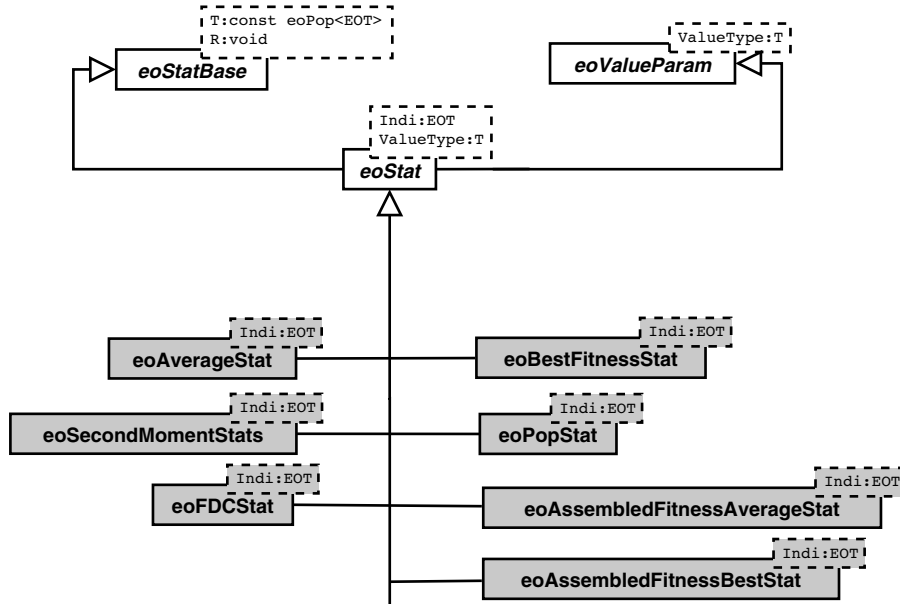 T:const eoPop<EOT>
R:void
eoStatBase
ValueType:T
eoValueParam
Indi:EOT
ValueType:T
eoStat
Indi:EOT
eoAverageStat
Indi:EOT
eoBestFitnessStat
Indi:EOT
eoSecondMomentStats
Indi:EOT
eoPopStat
Indi:EOT
eoFDCStat
Indi:EOT
eoAssembledFitnessAverageStat
Indi:EOT
eoAssembledFitnessBestStat